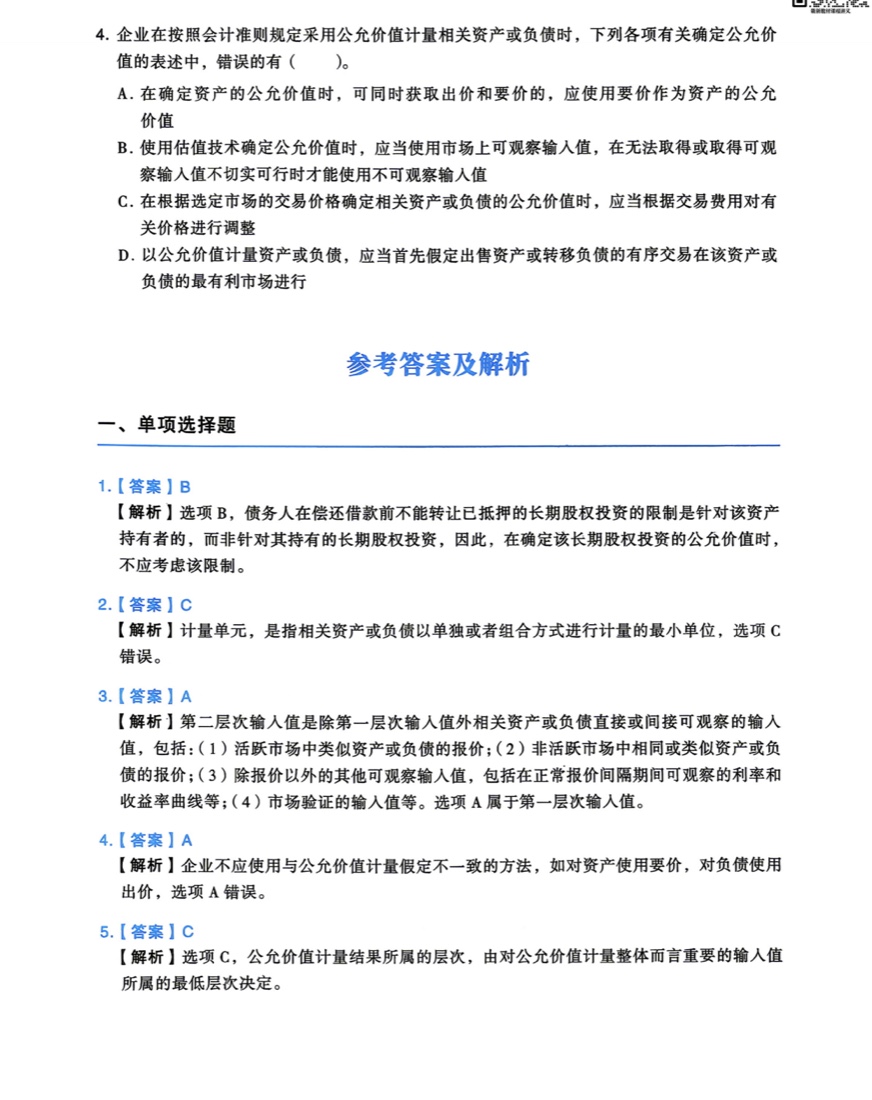 4. 企业在按照会计准则规定采用公允价值计量相关资产或负债时，下列各项有关确定公允价
值的表述中，错误的有（　　）。
A. 在确定资产的公允价值时，可同时获取出价和要价的，应使用要价作为资产的公允
价值
B. 使用估值技术确定公允价值时，应当使用市场上可观察输入值，在无法取得或取得可观
察输入值不切实可行时才能使用不可观察输入值
C. 在根据选定市场的交易价格确定相关资产或负债的公允价值时，应当根据交易费用对有
关价格进行调整
D. 以公允价值计量资产或负债，应当首先假定出售资产或转移负债的有序交易在该资产或
负债的最有利市场进行
参考答案及解析
一、单项选择题
1.【答案】B
【解析】选项 B，债务人在偿还借款前不能转让已抵押的长期股权投资的限制是针对该资产
持有者的，而非针对其持有的长期股权投资，因此，在确定该长期股权投资的公允价值时，
不应考虑该限制。
2.【答案】C
【解析】计量单元，是指相关资产或负债以单独或者组合方式进行计量的最小单位，选项 C
错误。
3.【答案】A
【解析】第二层次输入值是除第一层次输入值外相关资产或负债直接或间接可观察的输入
值，包括：（1）活跃市场中类似资产或负债的报价；（2）非活跃市场中相同或类似资产或负
债的报价；（3）除报价以外的其他可观察输入值，包括在正常报价间隔期间可观察的利率和
收益率曲线等；（4）市场验证的输入值等。选项 A 属于第一层次输入值。
4.【答案】A
【解析】企业不应使用与公允价值计量假定不一致的方法，如对资产使用要价，对负债使用
出价，选项 A 错误。
5.【答案】C
【解析】选项 C，公允价值计量结果所属的层次，由对公允价值计量整体而言重要的输入值
所属的最低层次决定。